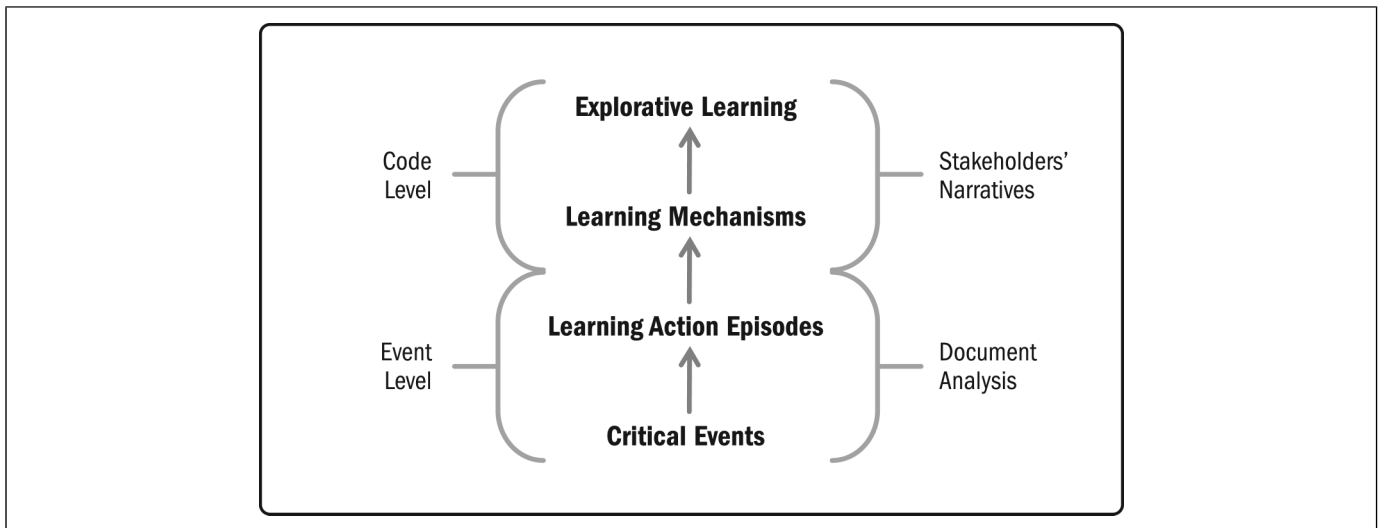 Explorative Learning
Code
Level
Stakeholders’
Narratives
Learning Mechanisms
Learning Action Episodes
Event
Level
Document
Analysis
Critical Events